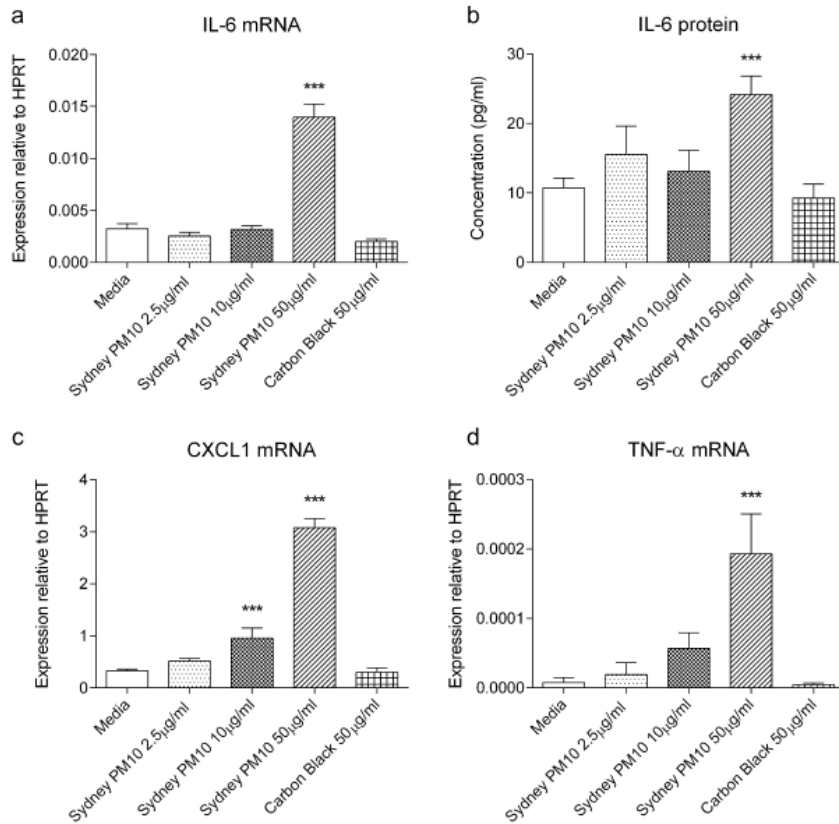 a
IL-6 mRNA
Expression relative to HPRT
0.020
0.015
0.010
0.005
0.000
***
Media
Sydney PM10 2.5µg/ml
Sydney PM10 10µg/ml
Sydney PM10 50µg/ml
Carbon Black 50µg/ml
b
IL-6 protein
Concentration (pg/ml)
30
20
10
0
***
Media
Sydney PM10 2.5µg/ml
Sydney PM10 10µg/ml
Sydney PM10 50µg/ml
Carbon Black 50µg/ml
c
CXCL1 mRNA
Expression relative to HPRT
4
3
2
1
0
***
***
Media
Sydney PM10 2.5µg/ml
Sydney PM10 10µg/ml
Sydney PM10 50µg/ml
Carbon Black 50µg/ml
d
TNF-α mRNA
Expression relative to HPRT
0.0003
0.0002
0.0001
0.0000
***
Media
Sydney PM10 2.5µg/ml
Sydney PM10 10µg/ml
Sydney PM10 50µg/ml
Carbon Black 50µg/ml